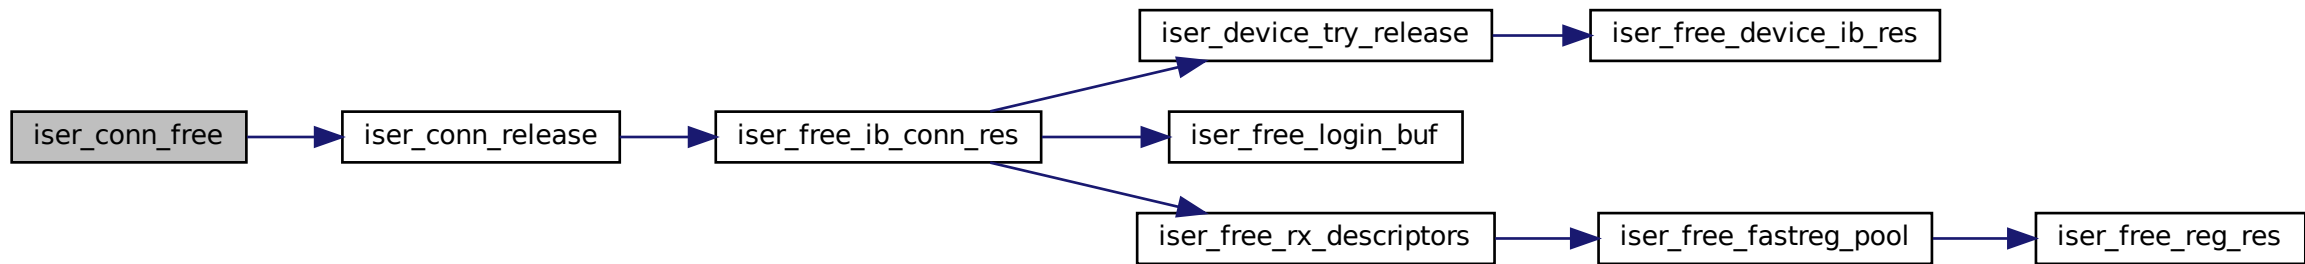 iser_device_try_release
iser_free_device_ib_res
iser_conn_free
iser_conn_release
iser_free_ib_conn_res
iser_free_login_buf
iser_free_rx_descriptors
iser_free_fastreg_pool
iser_free_reg_res